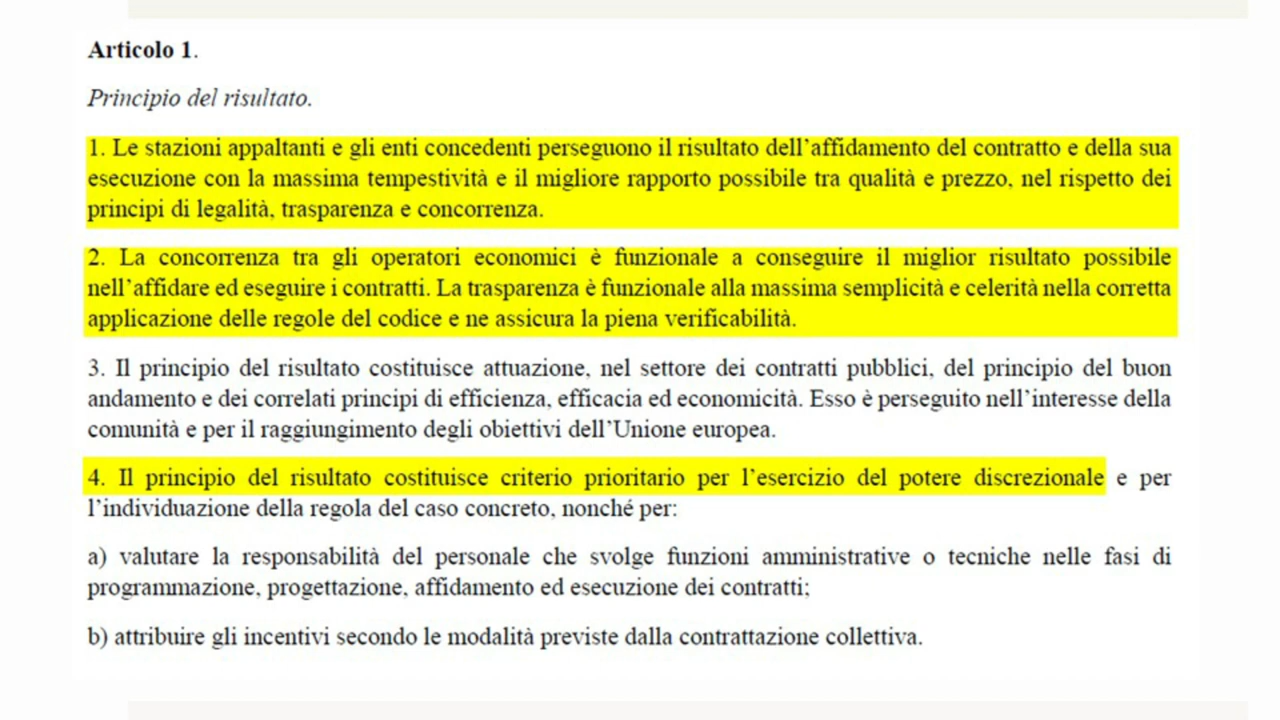 Articolo 1.
Principio del risultato.
1. Le stazioni appaltanti e gli enti concedenti perseguono il risultato dell’affidamento del contratto e della sua
esecuzione con la massima tempestività e il migliore rapporto possibile tra qualità e prezzo, nel rispetto dei
principi di legalità, trasparenza e concorrenza.
2. La concorrenza tra gli operatori economici è funzionale a conseguire il miglior risultato possibile
nell’affidare ed eseguire i contratti. La trasparenza è funzionale alla massima semplicità e celerità nella corretta
applicazione delle regole del codice e ne assicura la piena verificabilità.
3. Il principio del risultato costituisce attuazione, nel settore dei contratti pubblici, del principio del buon
andamento e dei correlati principi di efficienza, efficacia ed economicità. Esso è perseguito nell’interesse della
comunità e per il raggiungimento degli obiettivi dell’Unione europea.
4. Il principio del risultato costituisce criterio prioritario per l’esercizio del potere discrezionale e per
l’individuazione della regola del caso concreto, nonché per:
a) valutare la responsabilità del personale che svolge funzioni amministrative o tecniche nelle fasi di
programmazione, progettazione, affidamento ed esecuzione dei contratti;
b) attribuire gli incentivi secondo le modalità previste dalla contrattazione collettiva.